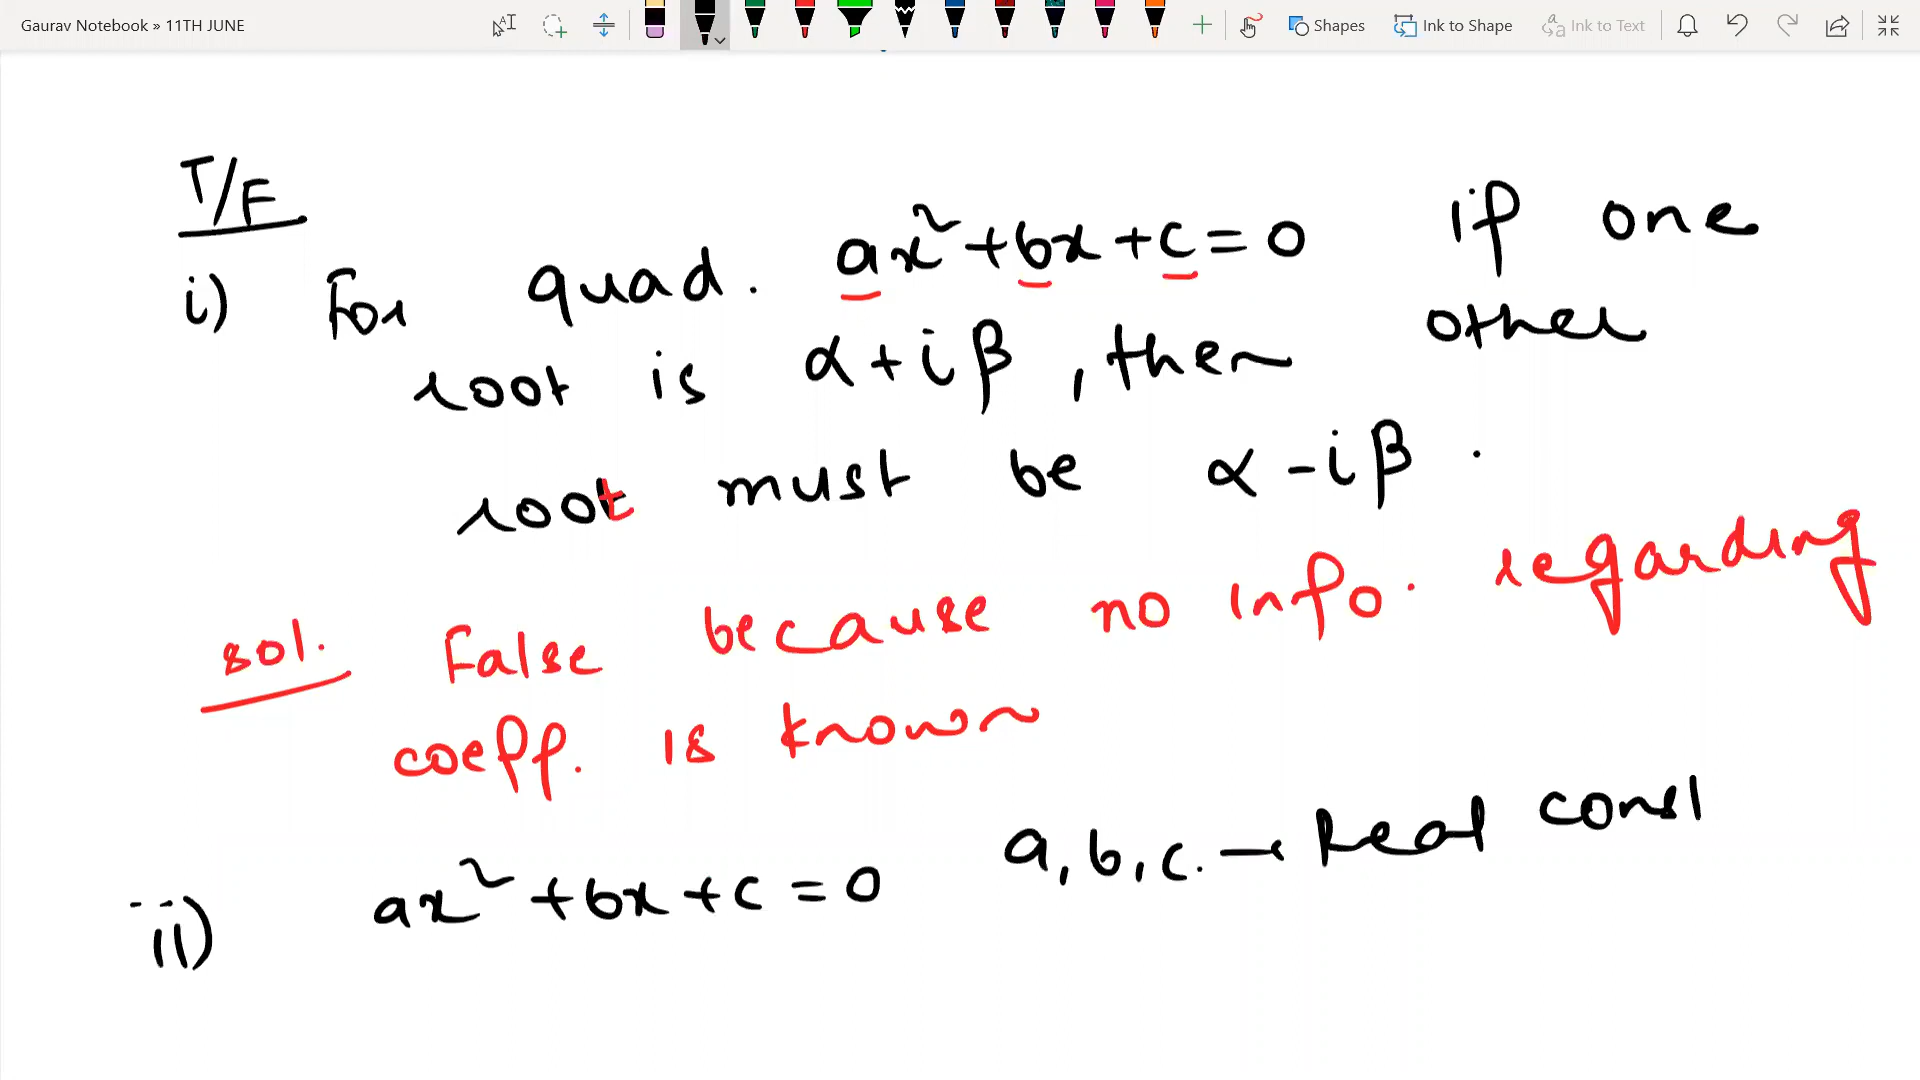 Gaurav Notebook » 11TH JUNE
Shapes Ink to Shape Ink to Text
T/F
i) For quad. ax²+bx+c=0 if one
root is α+iβ, then other
root must be α-iβ.
sol. False because no info. regarding
coeff. is known
ii) ax²+bx+c=0 a,b,c.→Real const